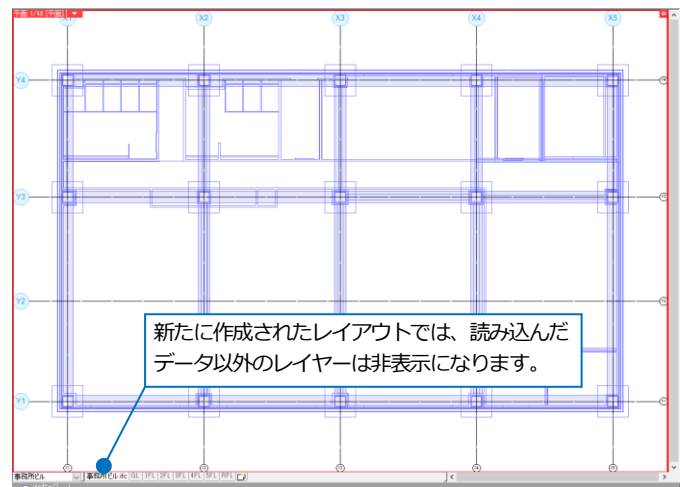 平面 1/40 [平面]
X1 X2 X3 X4 X5
Y4
Y3
Y2
新たに作成されたレイアウトでは、読み込んだ
データ以外のレイヤーは非表示になります。
Y1
事務所ビル 事務所ビル.ifc GL 1FL 2FL 3FL 4FL 5FL RFL